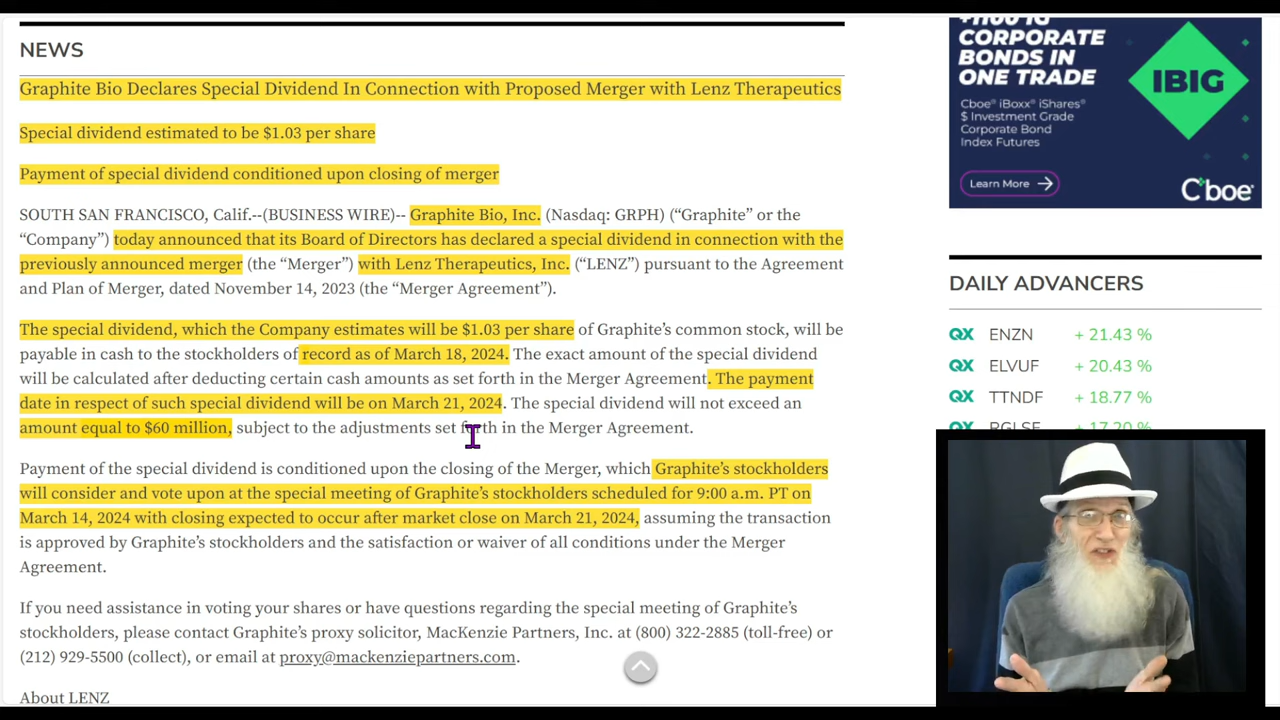 NEWS
Graphite Bio Declares Special Dividend In Connection with Proposed Merger with Lenz Therapeutics
Special dividend estimated to be $1.03 per share
Payment of special dividend conditioned upon closing of merger
SOUTH SAN FRANCISCO, Calif.--(BUSINESS WIRE)-- Graphite Bio, Inc. (Nasdaq: GRPH) (“Graphite” or the
“Company”) today announced that its Board of Directors has declared a special dividend in connection with the
previously announced merger (the “Merger”) with Lenz Therapeutics, Inc. (“LENZ”) pursuant to the Agreement
and Plan of Merger, dated November 14, 2023 (the “Merger Agreement”).
The special dividend, which the Company estimates will be $1.03 per share of Graphite’s common stock, will be
payable in cash to the stockholders of record as of March 18, 2024. The exact amount of the special dividend
will be calculated after deducting certain cash amounts as set forth in the Merger Agreement. The payment
date in respect of such special dividend will be on March 21, 2024. The special dividend will not exceed an
amount equal to $60 million, subject to the adjustments set forth in the Merger Agreement.
Payment of the special dividend is conditioned upon the closing of the Merger, which Graphite’s stockholders
will consider and vote upon at the special meeting of Graphite’s stockholders scheduled for 9:00 a.m. PT on
March 14, 2024 with closing expected to occur after market close on March 21, 2024, assuming the transaction
is approved by Graphite’s stockholders and the satisfaction or waiver of all conditions under the Merger
Agreement.
If you need assistance in voting your shares or have questions regarding the special meeting of Graphite’s
stockholders, please contact Graphite’s proxy solicitor, MacKenzie Partners, Inc. at (800) 322-2885 (toll-free) or
(212) 929-5500 (collect), or email at proxy@mackenziepartners.com.
About LENZ
CORPORATE
BONDS IN
ONE TRADE
Cboe® iBoxx® iShares®
$ Investment Grade
Corporate Bond
Index Futures
Learn More
IBIG
Cboe®
DAILY ADVANCERS
QX ENZN + 21.43 %
QX ELVUF + 20.43 %
QX TTNDF + 18.77 %
QX RGLSF + 17.20 %